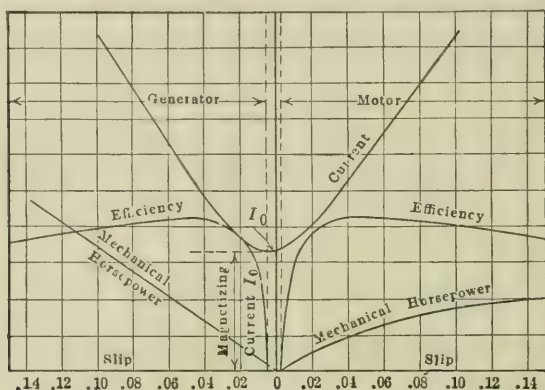 Generator
Motor
Current
Efficiency
I₀
Efficiency
Mechanical
Horsepower
Magnetizing
Current I₀
Mechanical Horsepower
Slip
Slip
.14 .12 .10 .08 .06 .04 .02 0 .02 .04 .06 .08 .10 .12 .14